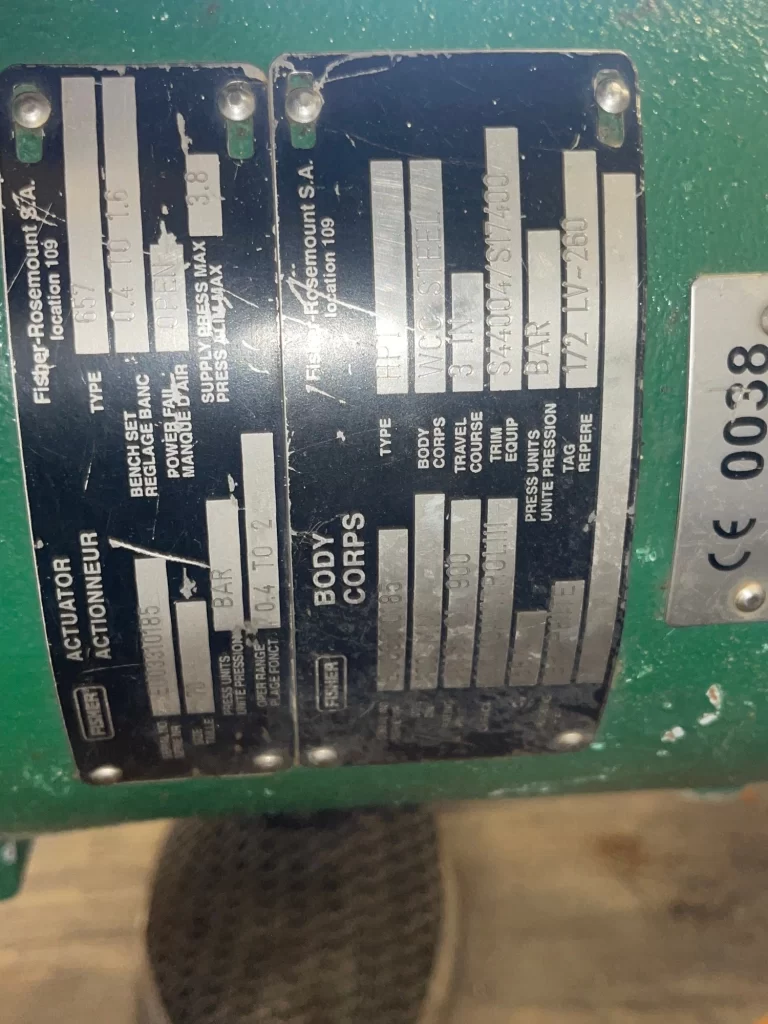 FISHER
ACTUATOR
ACTIONNEUR
Fisher-Rosemount S.A.
location 109
TYPE 657
BENCH SET
REGLAGE BANC
0.4 TO 1.6
POWER FAIL
MANQUE D'AIR
OPEN
PRESS UNITS
UNITE PRESSION
BAR
SUPPLY PRESS MAX
PRESS ALIM MAX
3.8
OPER RANGE
PLAGE FONCT
0.4 TO 2
FISHER
BODY
CORPS
Fisher-Rosemount S.A.
location 109
TYPE
BODY
CORPS
WCC STEEL
900
TRAVEL
COURSE
3 IN
TRIM
EQUIP
S44004/S17400
PRESS UNITS
UNITE PRESSION
BAR
TAG
REPERE
1/2 LV-260
CE 0038